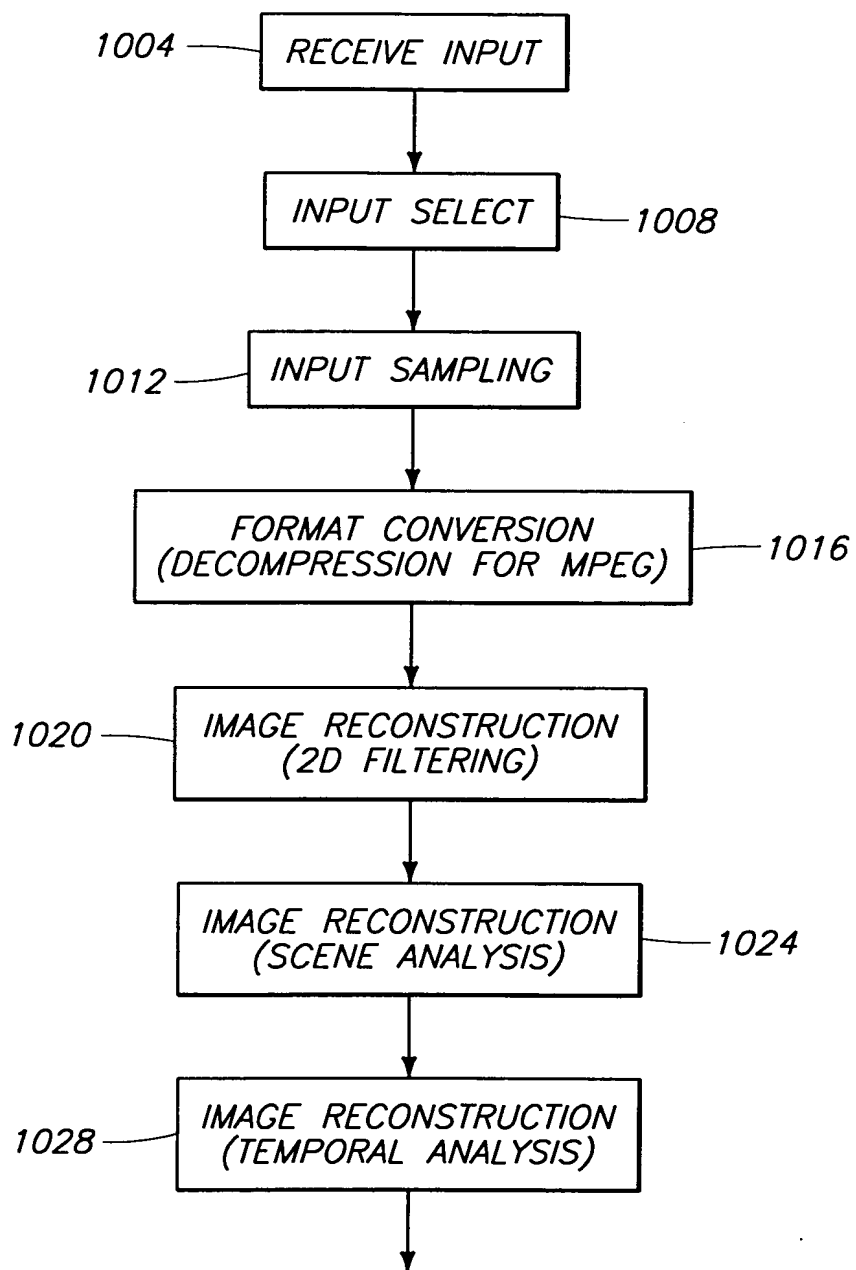 1004
RECEIVE INPUT
INPUT SELECT
1008
1012
INPUT SAMPLING
FORMAT CONVERSION
(DECOMPRESSION FOR MPEG)
1016
1020
IMAGE RECONSTRUCTION
(2D FILTERING)
IMAGE RECONSTRUCTION
(SCENE ANALYSIS)
1024
1028
IMAGE RECONSTRUCTION
(TEMPORAL ANALYSIS)